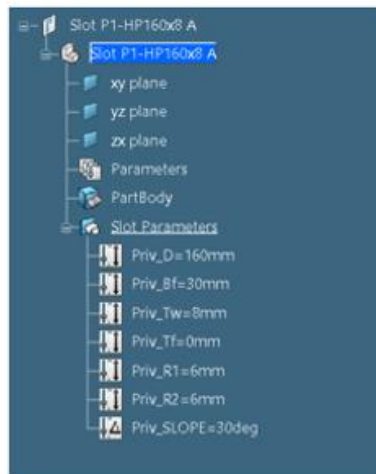 Slot P1-HP160x8 A
Slot P1-HP160x8 A
xy plane
yz plane
zx plane
Parameters
PartBody
Slot Parameters
Priv_D=160mm
Priv_Bf=30mm
Priv_Tw=8mm
Priv_Tf=0mm
Priv_R1=6mm
Priv_R2=6mm
Priv_SLOPE=30deg